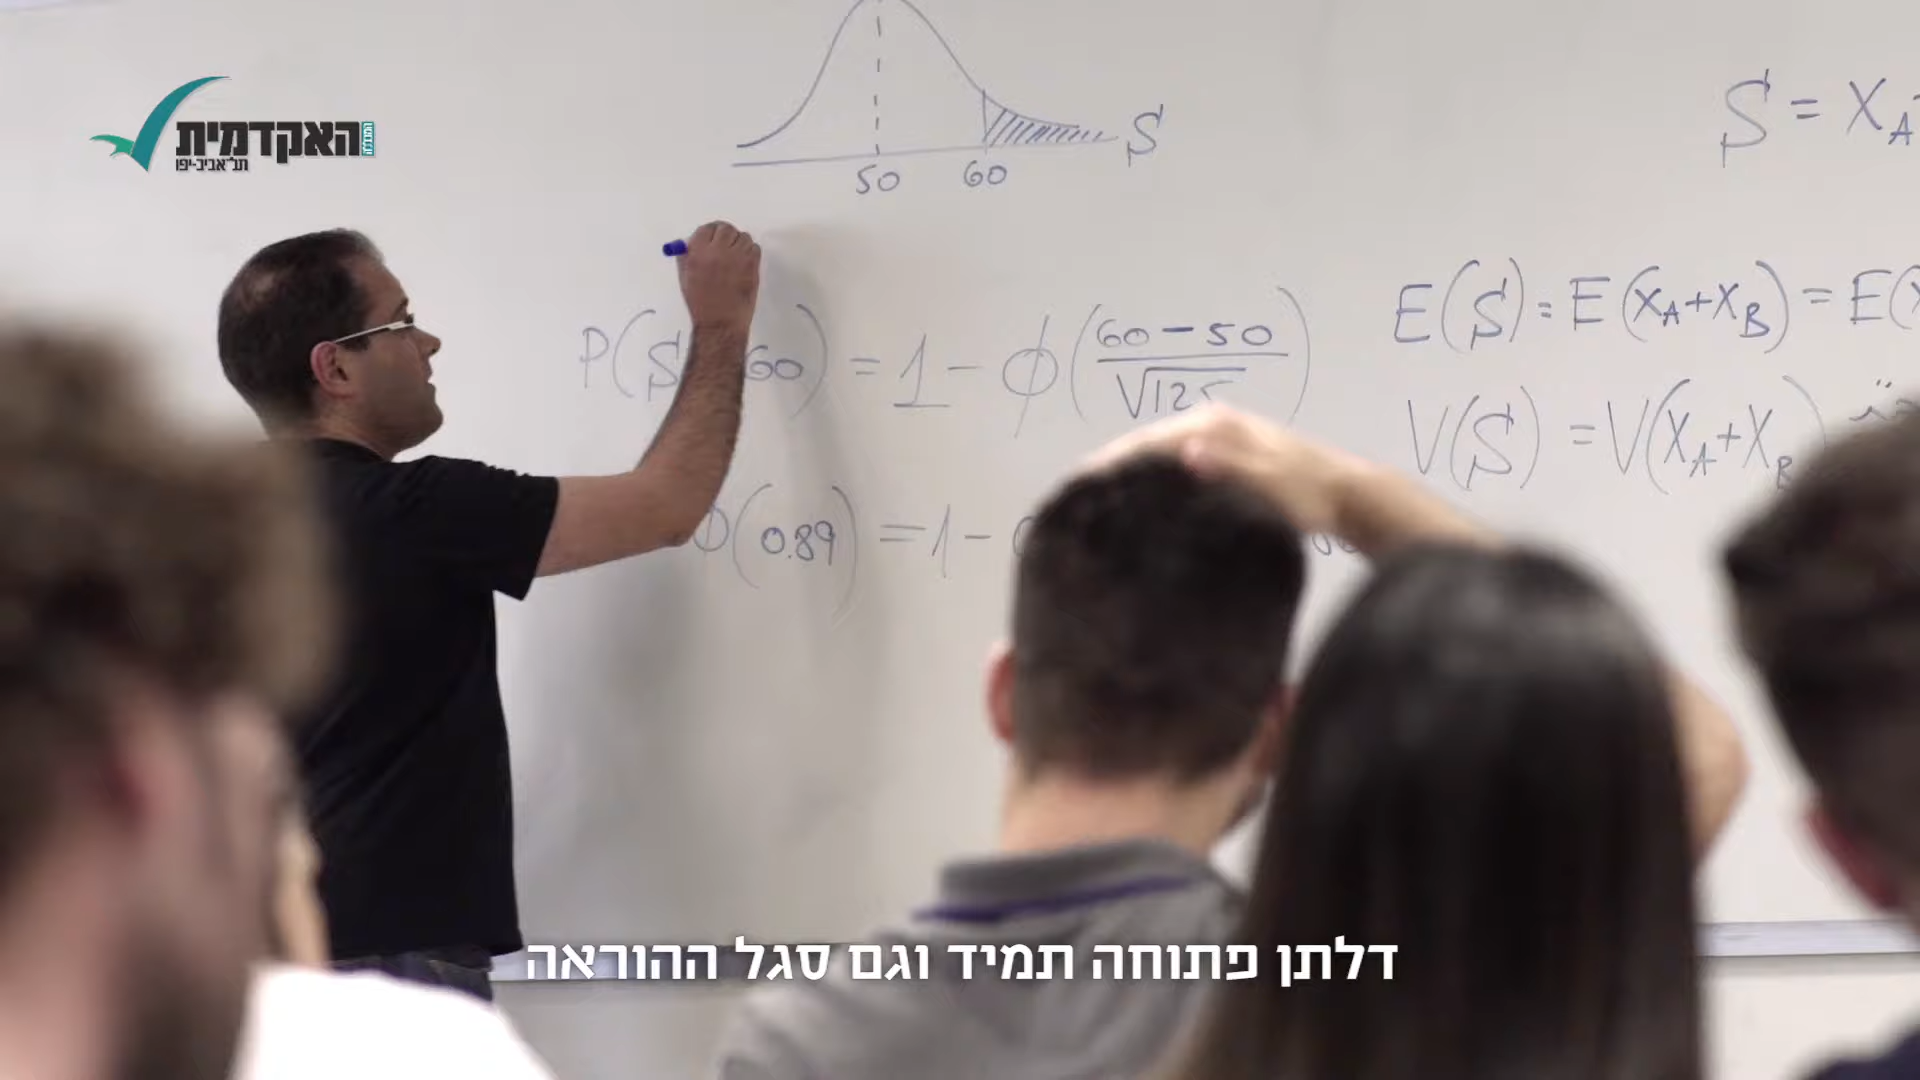 המכללה
האקדמית
תל־אביב-יפו
50
60
S
S = X_A
P(S 60) = 1 - ϕ((60-50)/√125)
(0.89) = 1 -
E(S) = E(X_A+X_B) = E(X
V(S) = V(X_A+X_B
דלתן פתוחה תמיד וגם סגל ההוראה